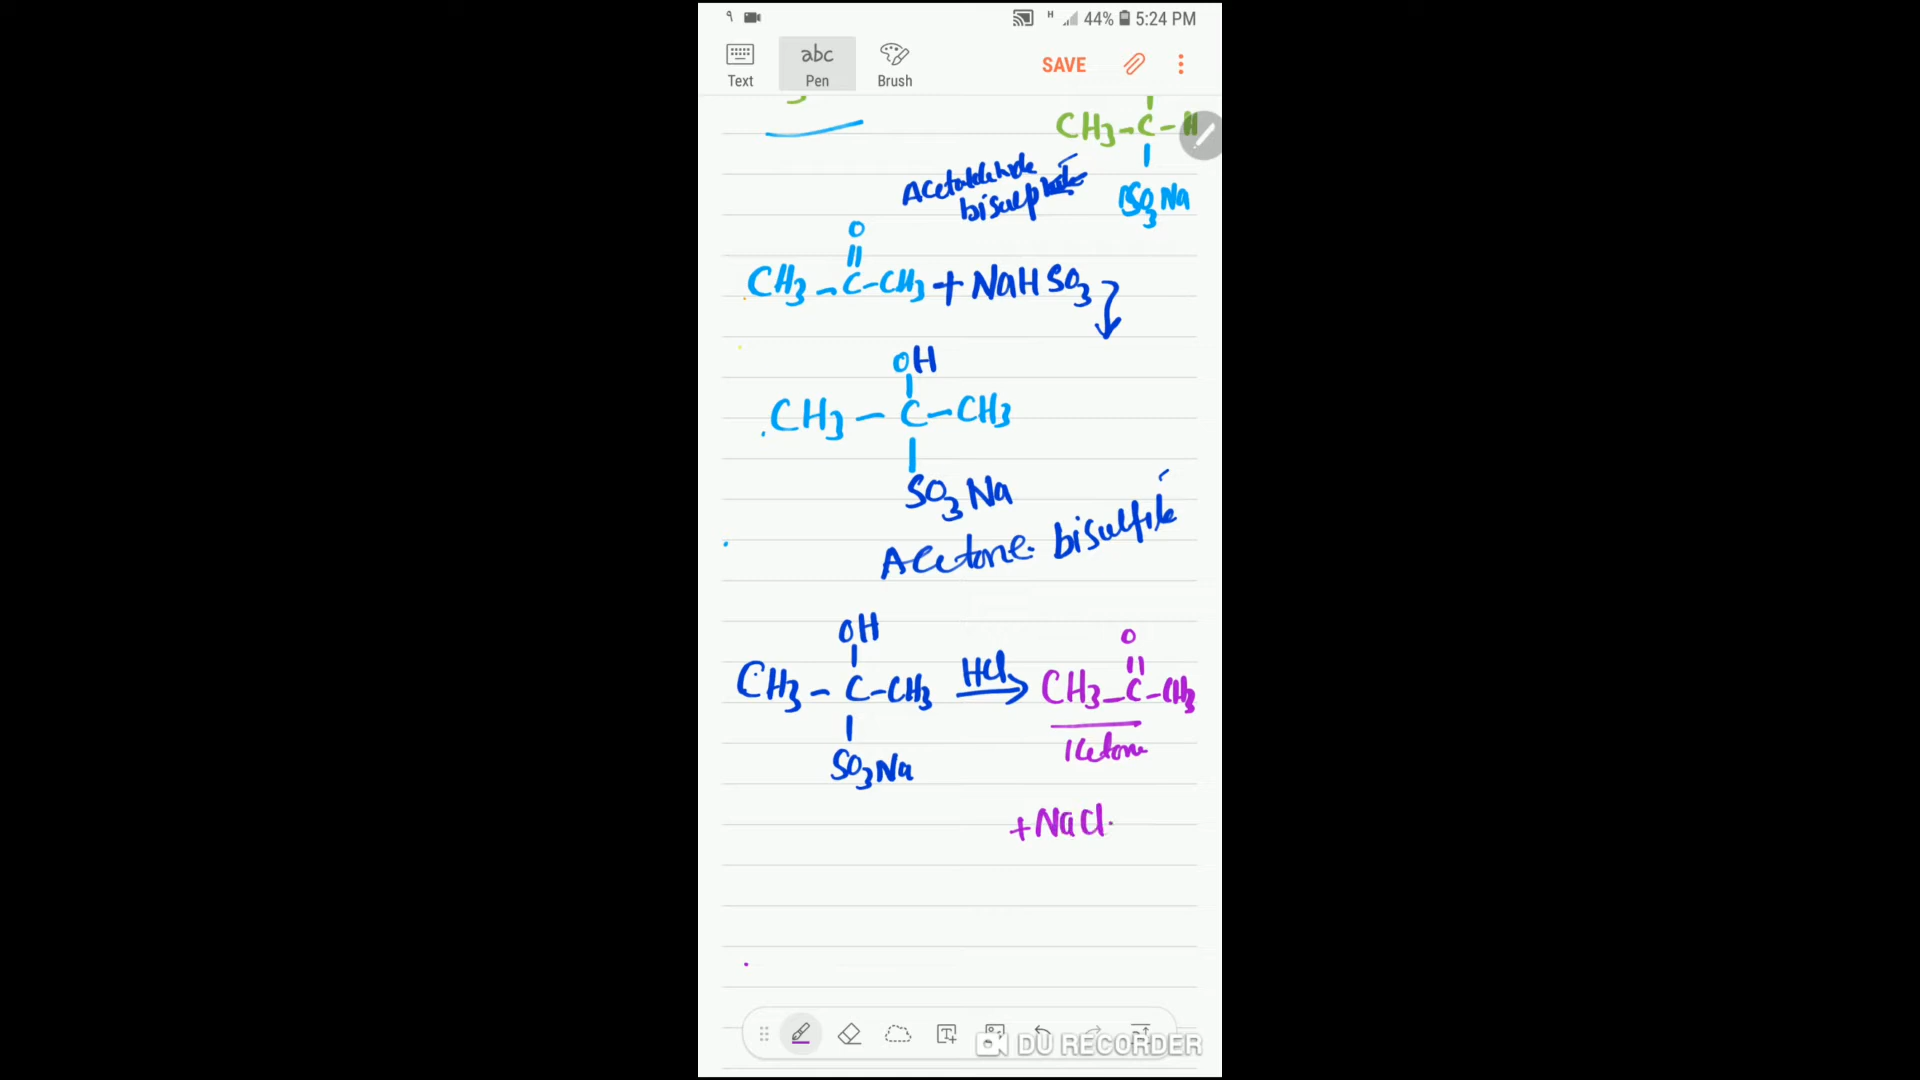 9 H 44% 5:24 PM
Text abc Pen Brush SAVE
CH3-C-H
SO3Na
Acetaldehyde
O
CH3-C-CH3 + NaHSO3
OH
CH3-C-CH3
SO3Na
Acetone bisulfite
OH O
CH3-C-CH3 HCl CH3-C-CH3
Ketone
SO3Na
+NaCl.
DU RECORDER